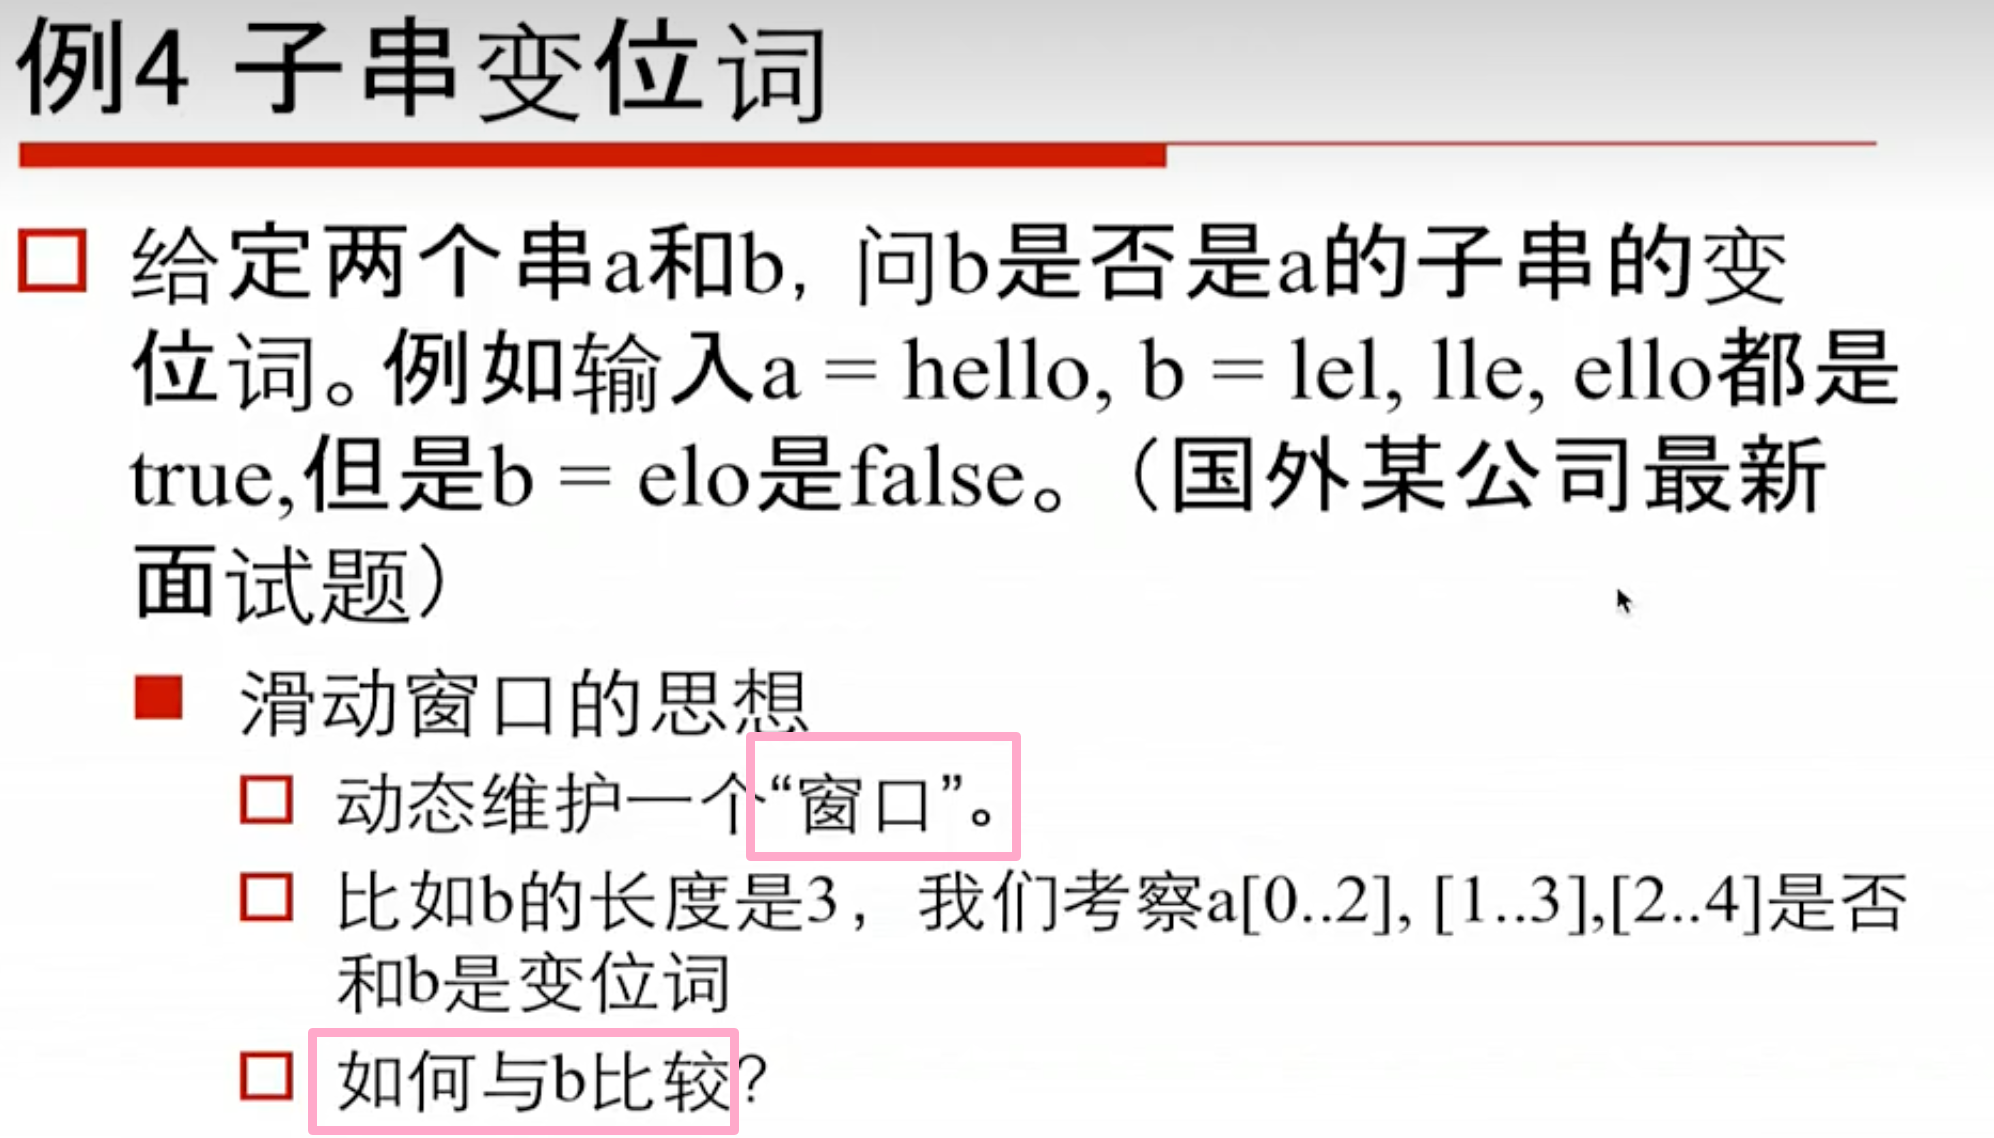 例4 子串变位词
给定两个串a和b，问b是否是a的子串的变
位词。例如输入a = hello, b = lel, lle, ello都是
true,但是b = elo是false。（国外某公司最新
面试题）
滑动窗口的思想
动态维护一个“窗口”。
比如b的长度是3，我们考察a[0..2], [1..3],[2..4]是否
和b是变位词
如何与b比较？